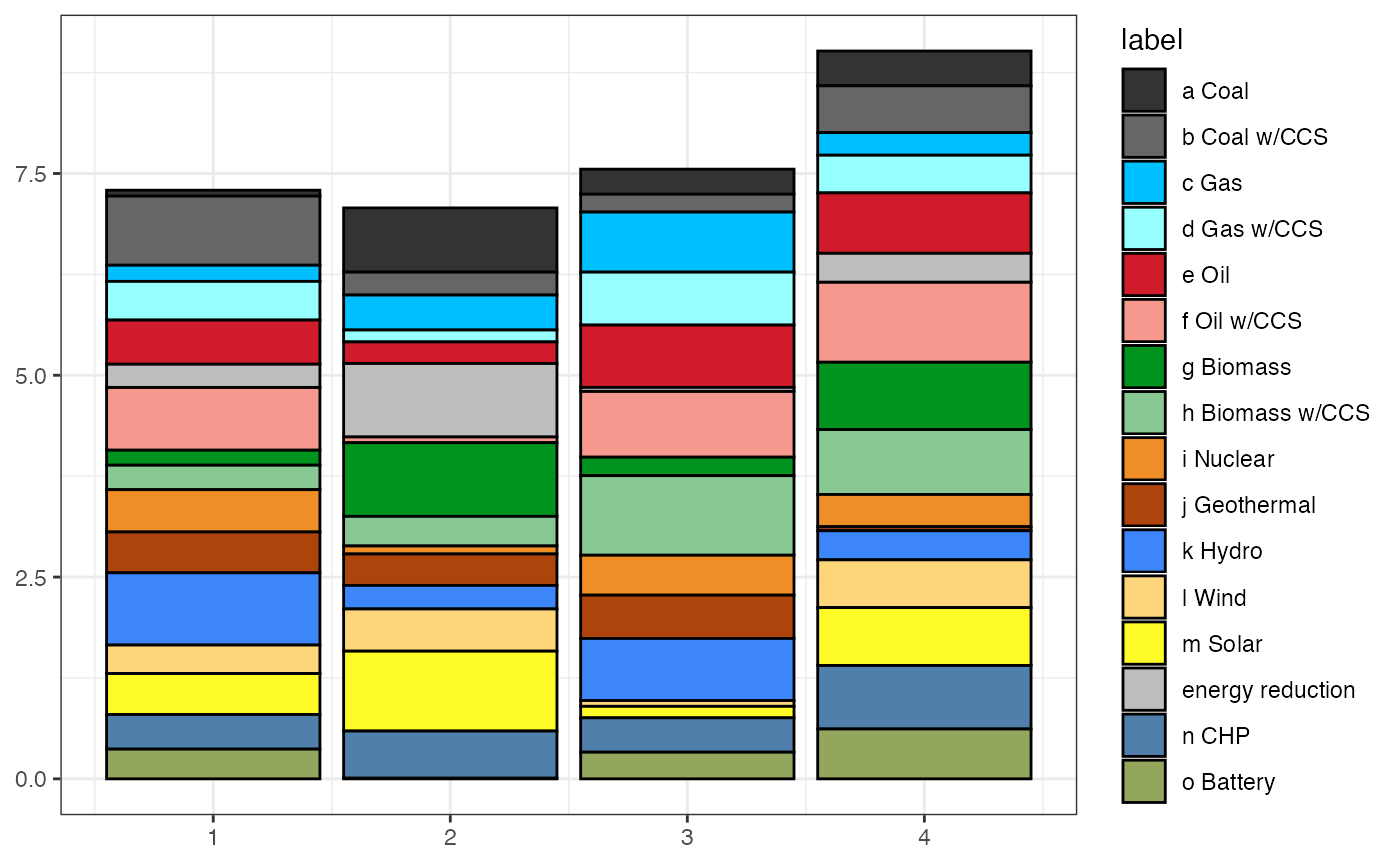 label
a Coal
b Coal w/CCS
c Gas
d Gas w/CCS
e Oil
f Oil w/CCS
g Biomass
h Biomass w/CCS
i Nuclear
j Geothermal
k Hydro
l Wind
m Solar
energy reduction
n CHP
o Battery
7.5
5.0
2.5
0.0
1 2 3 4